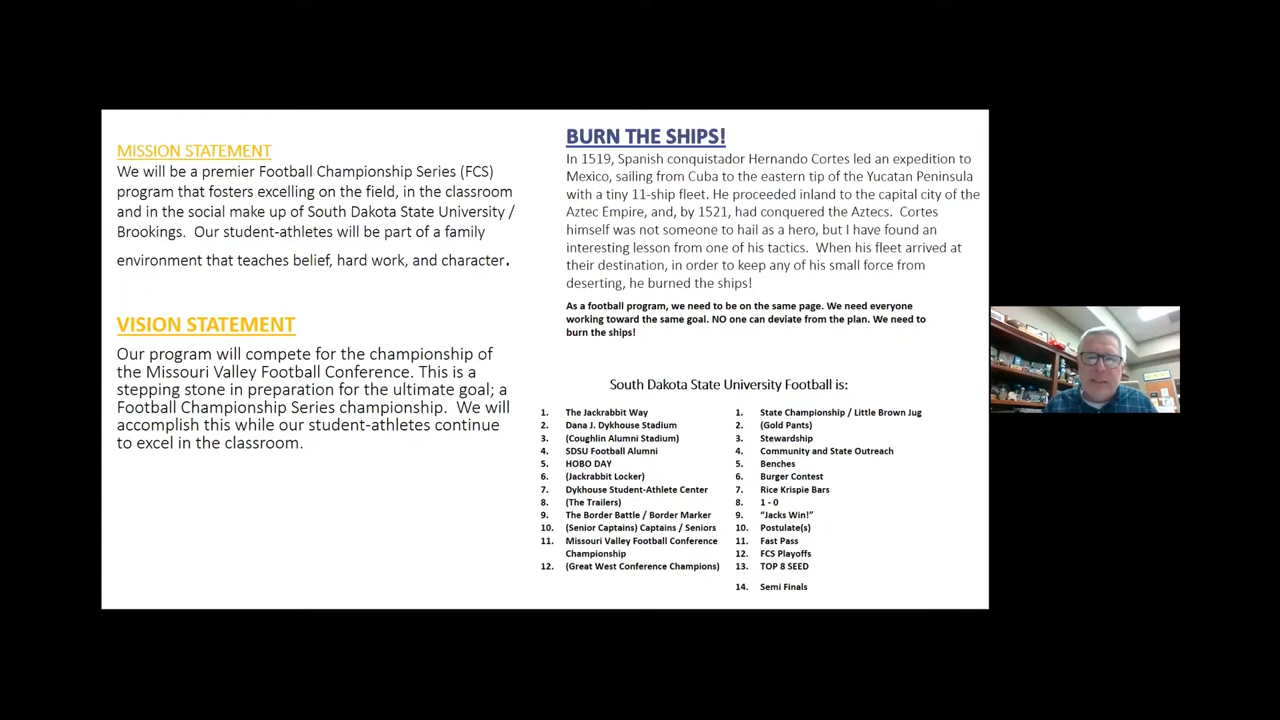 MISSION STATEMENT
We will be a premier Football Championship Series (FCS)
program that fosters excelling on the field, in the classroom
and in the social make up of South Dakota State University /
Brookings.  Our student-athletes will be part of a family
environment that teaches belief, hard work, and character.
VISION STATEMENT
Our program will compete for the championship of
the Missouri Valley Football Conference. This is a
stepping stone in preparation for the ultimate goal; a
Football Championship Series championship.  We will
accomplish this while our student-athletes continue
to excel in the classroom.
BURN THE SHIPS!
In 1519, Spanish conquistador Hernando Cortes led an expedition to
Mexico, sailing from Cuba to the eastern tip of the Yucatan Peninsula
with a tiny 11-ship fleet. He proceeded inland to the capital city of the
Aztec Empire, and, by 1521, had conquered the Aztecs.  Cortes
himself was not someone to hail as a hero, but I have found an
interesting lesson from one of his tactics.  When his fleet arrived at
their destination, in order to keep any of his small force from
deserting, he burned the ships!
As a football program, we need to be on the same page. We need everyone
working toward the same goal. NO one can deviate from the plan. We need to
burn the ships!
South Dakota State University Football is:
1. The Jackrabbit Way
2. Dana J. Dykhouse Stadium
3. (Coughlin Alumni Stadium)
4. SDSU Football Alumni
5. HOBO DAY
6. (Jackrabbit Locker)
7. Dykhouse Student-Athlete Center
8. (The Trailers)
9. The Border Battle / Border Marker
10. (Senior Captains) Captains / Seniors
11. Missouri Valley Football Conference
Championship
12. (Great West Conference Champions)
1. State Championship / Little Brown Jug
2. (Gold Pants)
3. Stewardship
4. Community and State Outreach
5. Benches
6. Burger Contest
7. Rice Krispie Bars
8. 1 - 0
9. “Jacks Win!”
10. Postulate(s)
11. Fast Pass
12. FCS Playoffs
13. TOP 8 SEED
14. Semi Finals